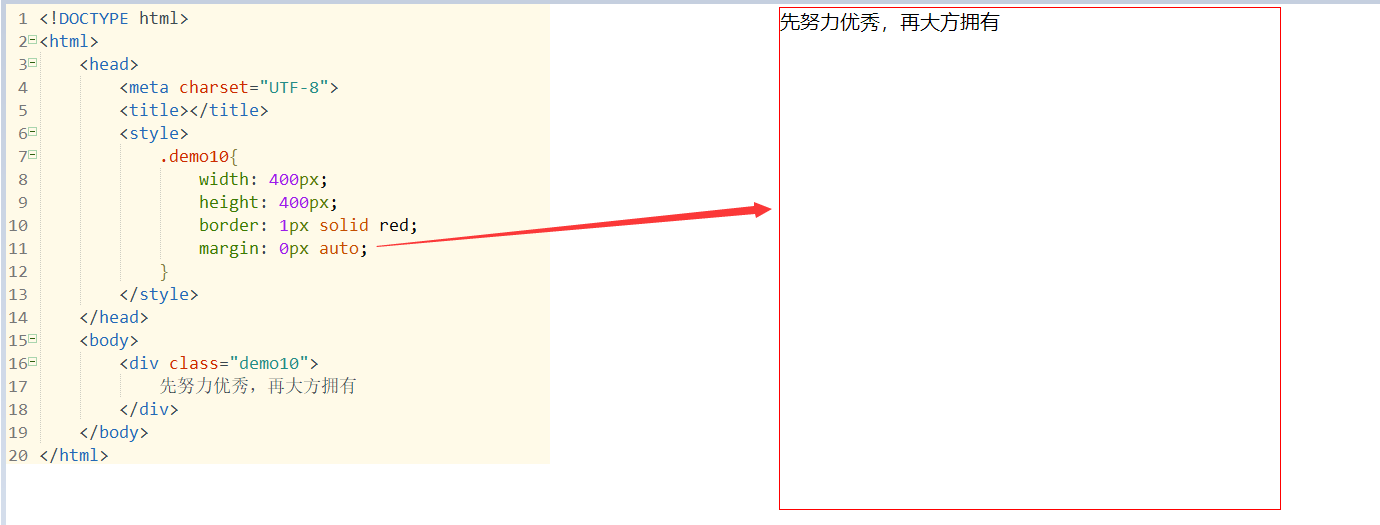 1 <!DOCTYPE html>
2 <html>
3 <head>
4 <meta charset="UTF-8">
5 <title></title>
6 <style>
7 .demo10{
8 width: 400px;
9 height: 400px;
10 border: 1px solid red;
11 margin: 0px auto;
12 }
13 </style>
14 </head>
15 <body>
16 <div class="demo10">
17 先努力优秀，再大方拥有
18 </div>
19 </body>
20 </html>
先努力优秀，再大方拥有